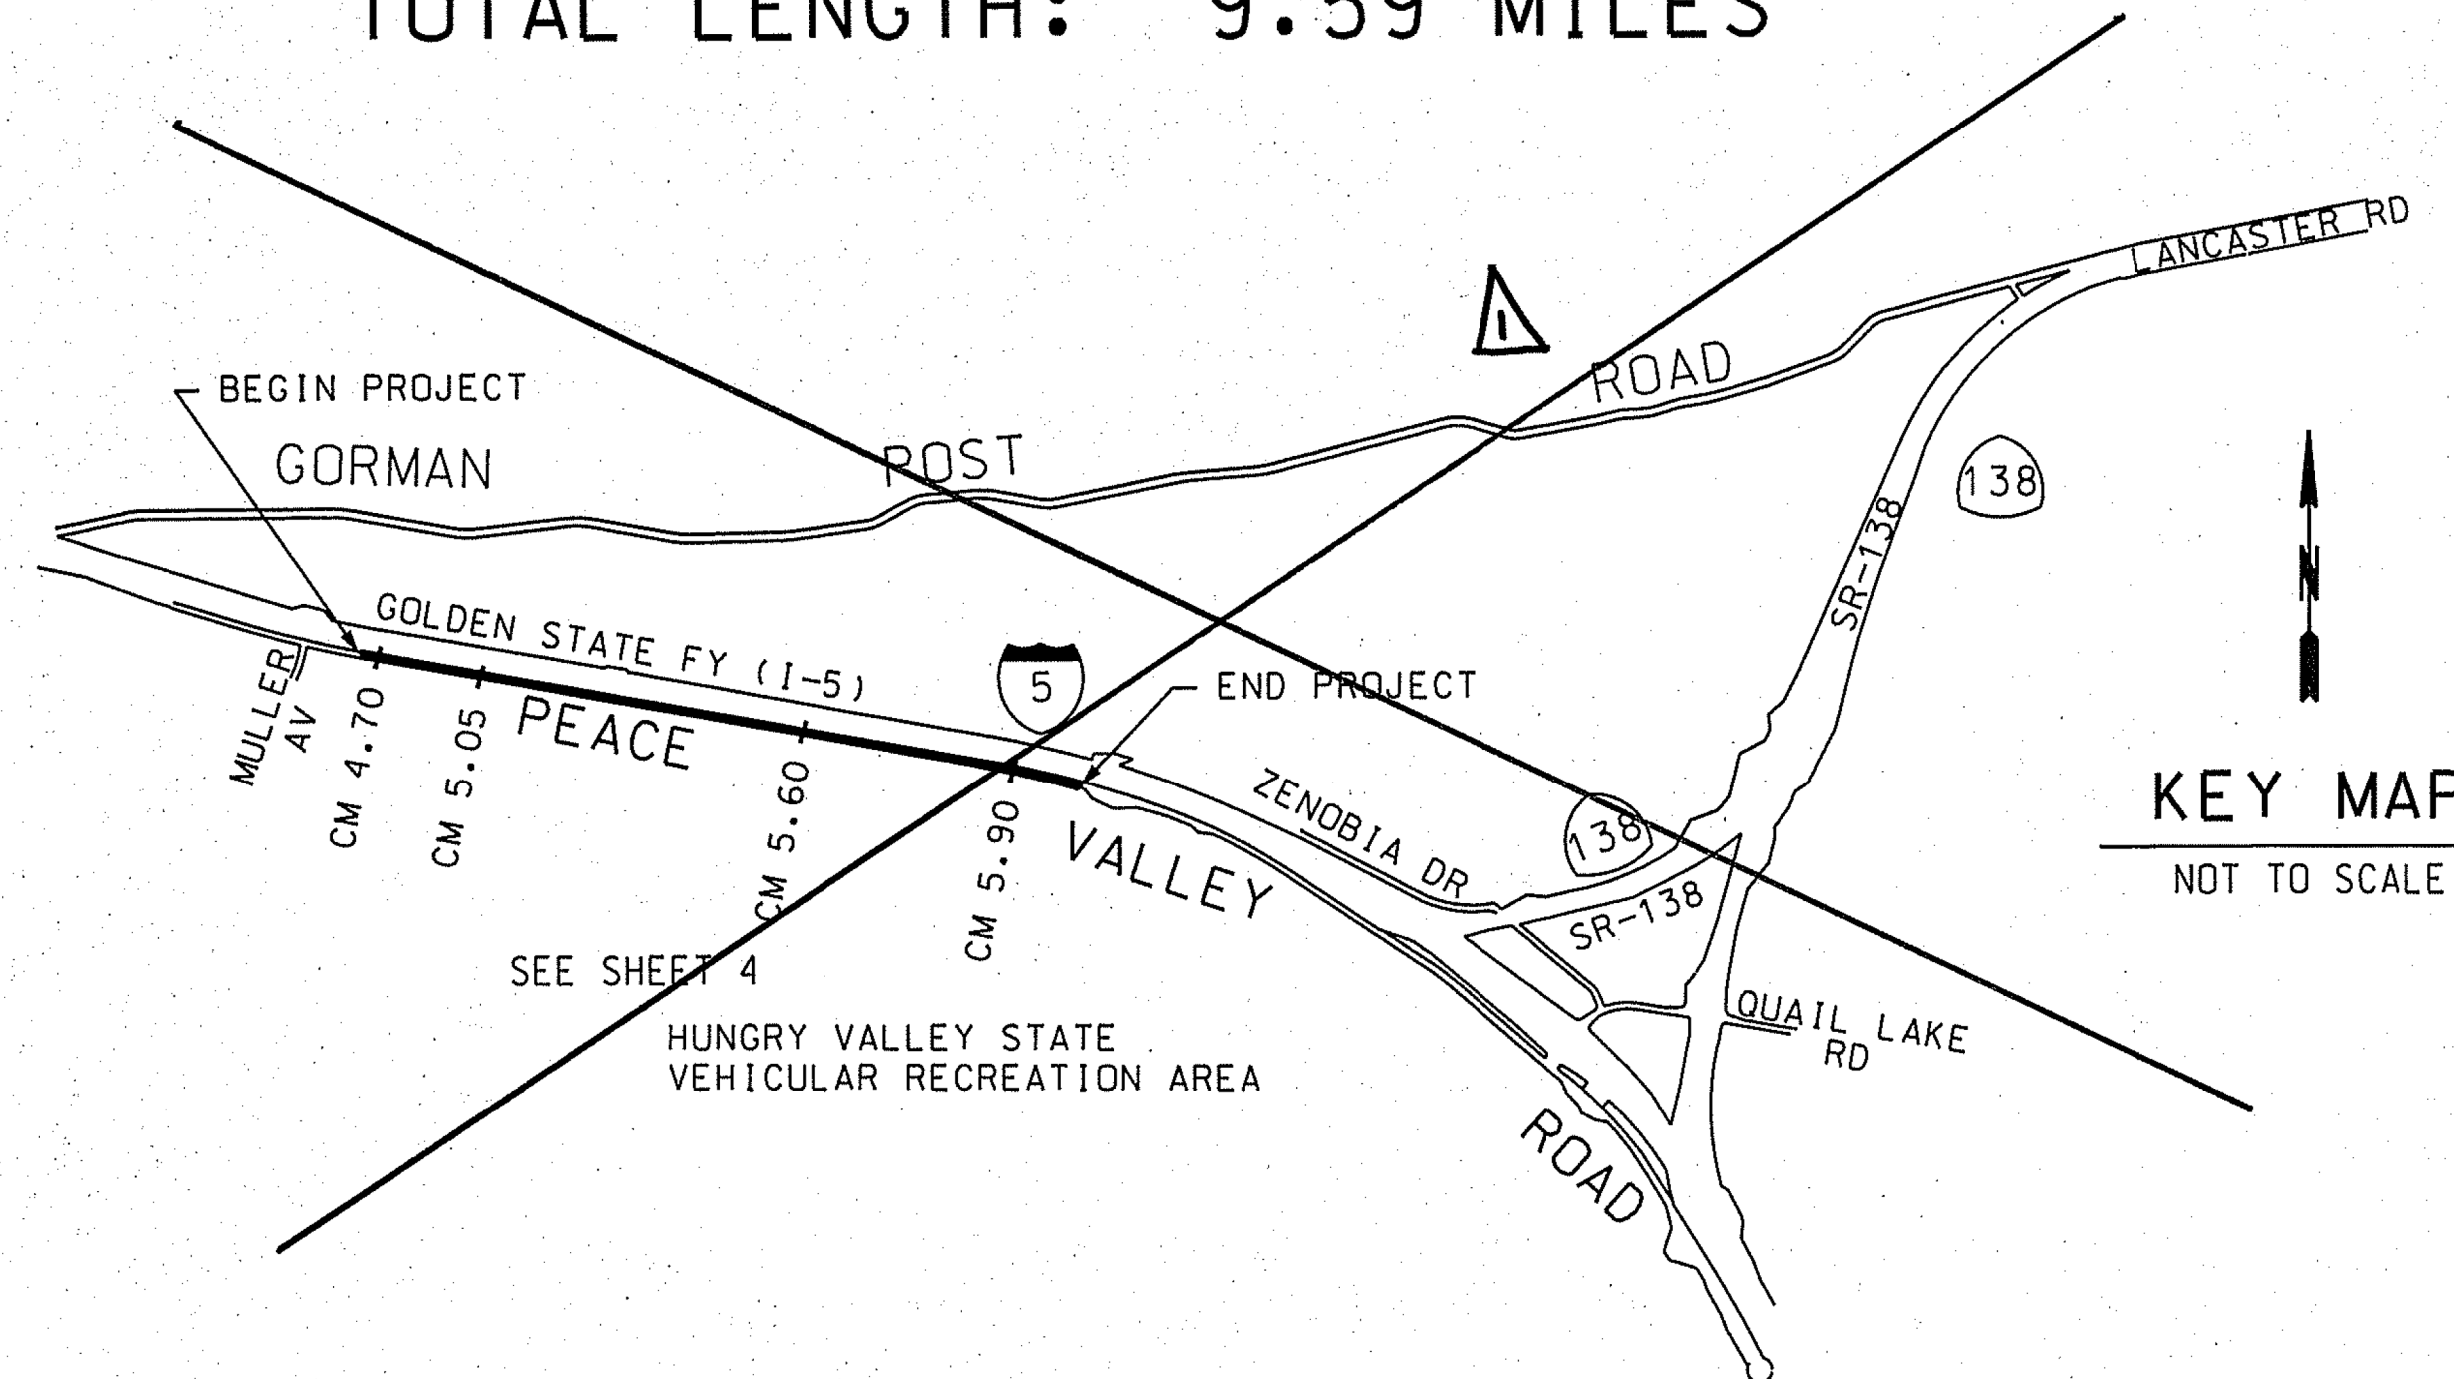 TOTAL LENGTH: 9.59 MILES
LANCASTER RD
1
ROAD
BEGIN PROJECT
GORMAN
POST
138
SR-138
N
GOLDEN STATE FY (I-5)
5
END PROJECT
MULLER
AV
CM 4.70
CM 5.05
PEACE
CM 5.60
CM 5.90
ZENOBIA DR
138
KEY MAP
NOT TO SCALE
VALLEY
SR-138
SEE SHEET 4
QUAIL LAKE
RD
HUNGRY VALLEY STATE
VEHICULAR RECREATION AREA
ROAD